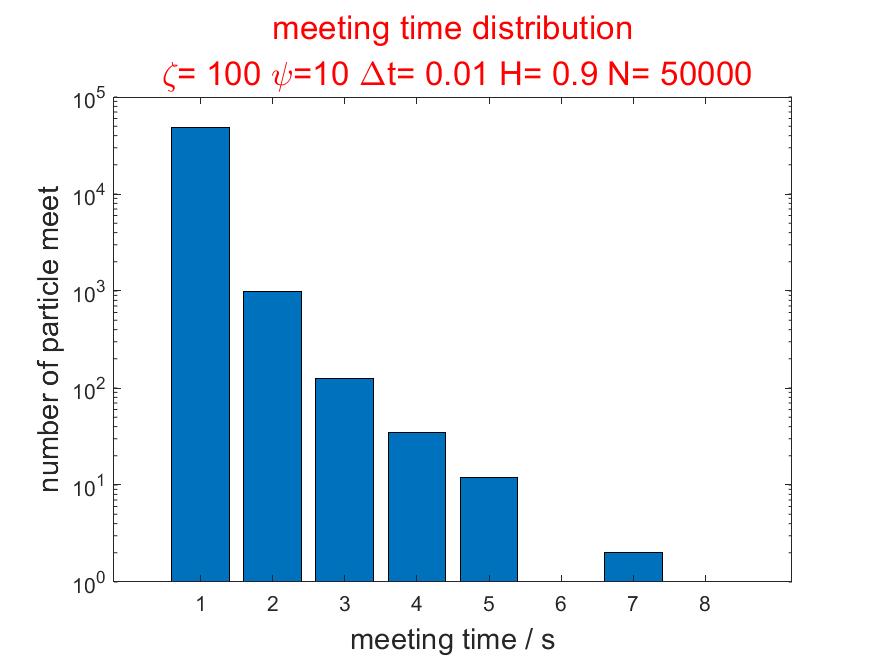 meeting time distribution
ζ= 100 ψ=10 Δt= 0.01 H= 0.9 N= 50000
number of particle meet
10^5
10^4
10^3
10^2
10^1
10^0
1 2 3 4 5 6 7 8
meeting time / s